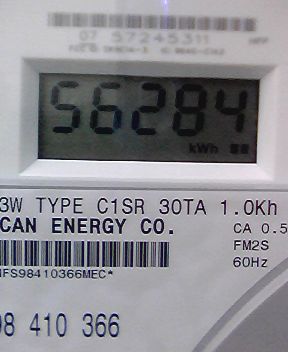 07 57245311
56284
kWh
3W TYPE C1SR 30TA 1.0Kh
CAN ENERGY CO.
CA 0.5
FM2S
60Hz
NFS98410366MEC*
98 410 366